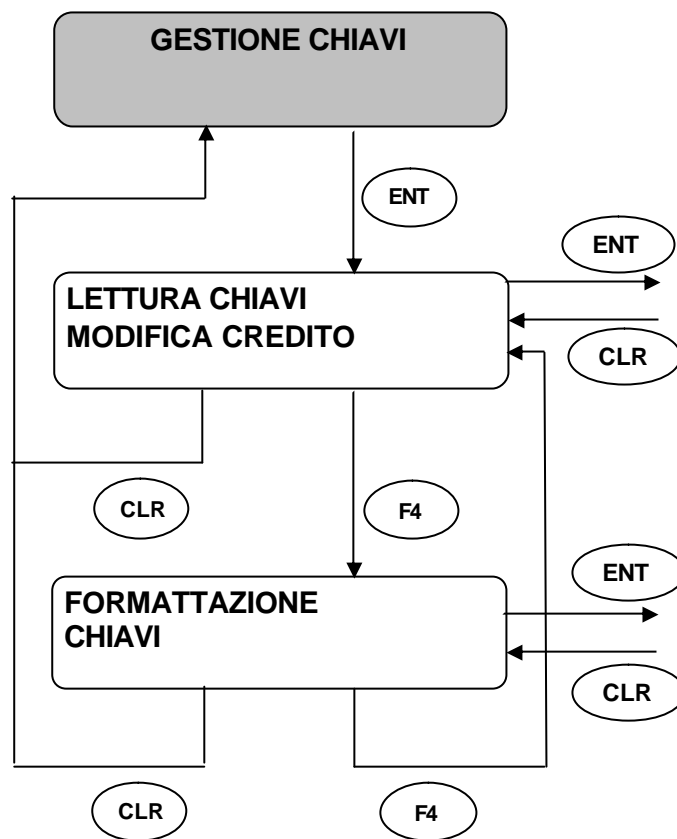 GESTIONE CHIAVI
ENT
ENT
LETTURA CHIAVI
MODIFICA CREDITO
CLR
CLR
F4
ENT
FORMATTAZIONE
CHIAVI
CLR
CLR
F4